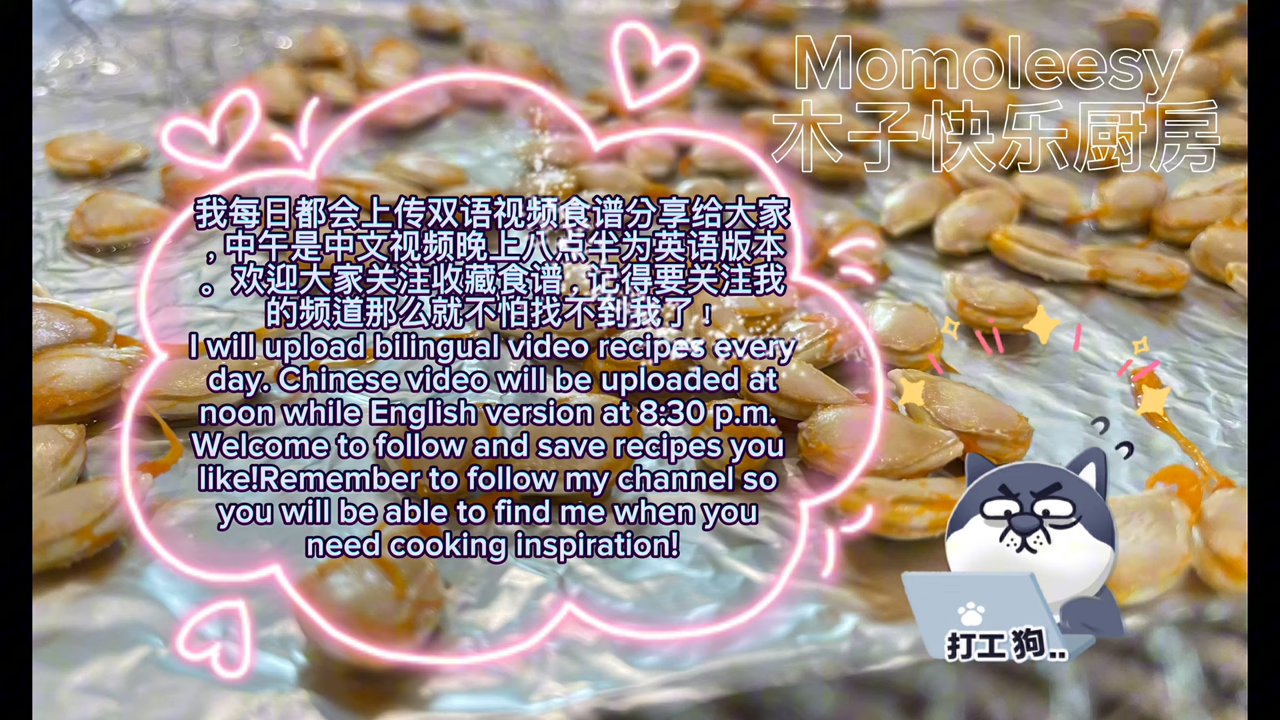 Momoleesy
木子快乐厨房
我每日都会上传双语视频食谱分享给大家
，中午是中文视频晚上八点半为英语版本
。欢迎大家关注收藏食谱，记得要关注我
的频道那么就不怕找不到我了！
I will upload bilingual video recipes every
day. Chinese video will be uploaded at
noon while English version at 8:30 p.m.
Welcome to follow and save recipes you
like!Remember to follow my channel so
you will be able to find me when you
need cooking inspiration!
打工狗..